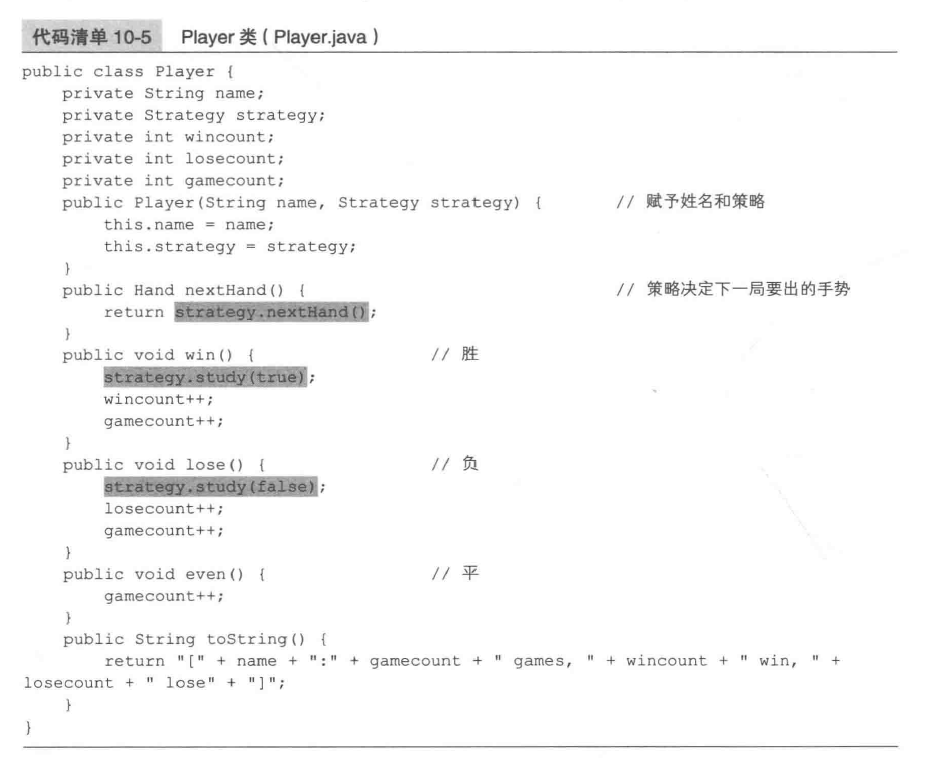 代码清单 10-5 Player 类 ( Player.java )
public class Player {
    private String name;
    private Strategy strategy;
    private int wincount;
    private int losecount;
    private int gamecount;
    public Player(String name, Strategy strategy) { // 赋予姓名和策略
        this.name = name;
        this.strategy = strategy;
    }
    public Hand nextHand() { // 策略决定下一局要出的手势
        return strategy.nextHand();
    }
    public void win() { // 胜
        strategy.study(true);
        wincount++;
        gamecount++;
    }
    public void lose() { // 负
        strategy.study(false);
        losecount++;
        gamecount++;
    }
    public void even() { // 平
        gamecount++;
    }
    public String toString() {
        return "[" + name + ":" + gamecount + " games, " + wincount + " win, " +
losecount + " lose" + "]";
    }
}